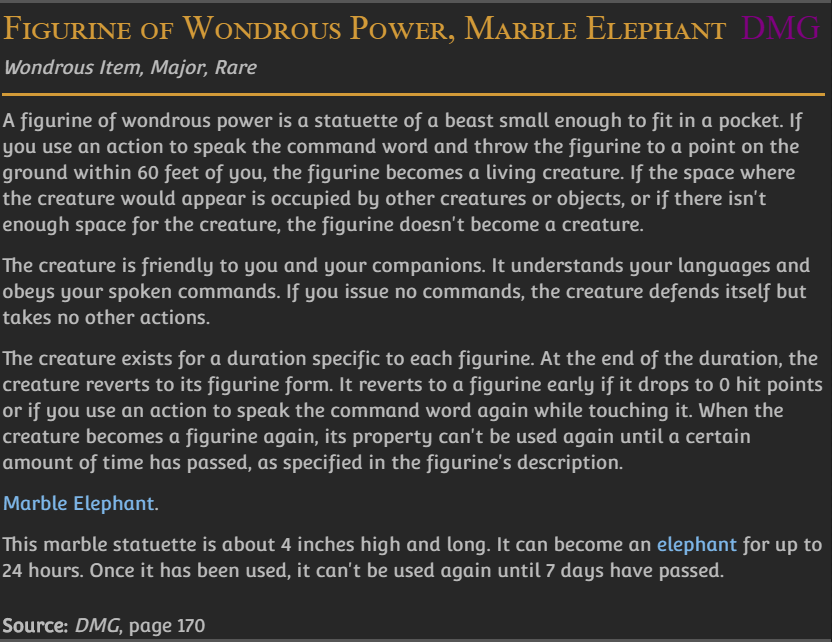 Figurine of Wondrous Power, Marble Elephant DMG
Wondrous Item, Major, Rare
A figurine of wondrous power is a statuette of a beast small enough to fit in a pocket. If
you use an action to speak the command word and throw the figurine to a point on the
ground within 60 feet of you, the figurine becomes a living creature. If the space where
the creature would appear is occupied by other creatures or objects, or if there isn't
enough space for the creature, the figurine doesn't become a creature.
The creature is friendly to you and your companions. It understands your languages and
obeys your spoken commands. If you issue no commands, the creature defends itself but
takes no other actions.
The creature exists for a duration specific to each figurine. At the end of the duration, the
creature reverts to its figurine form. It reverts to a figurine early if it drops to 0 hit points
or if you use an action to speak the command word again while touching it. When the
creature becomes a figurine again, its property can't be used again until a certain
amount of time has passed, as specified in the figurine's description.
Marble Elephant.
This marble statuette is about 4 inches high and long. It can become an elephant for up to
24 hours. Once it has been used, it can't be used again until 7 days have passed.
Source: DMG, page 170